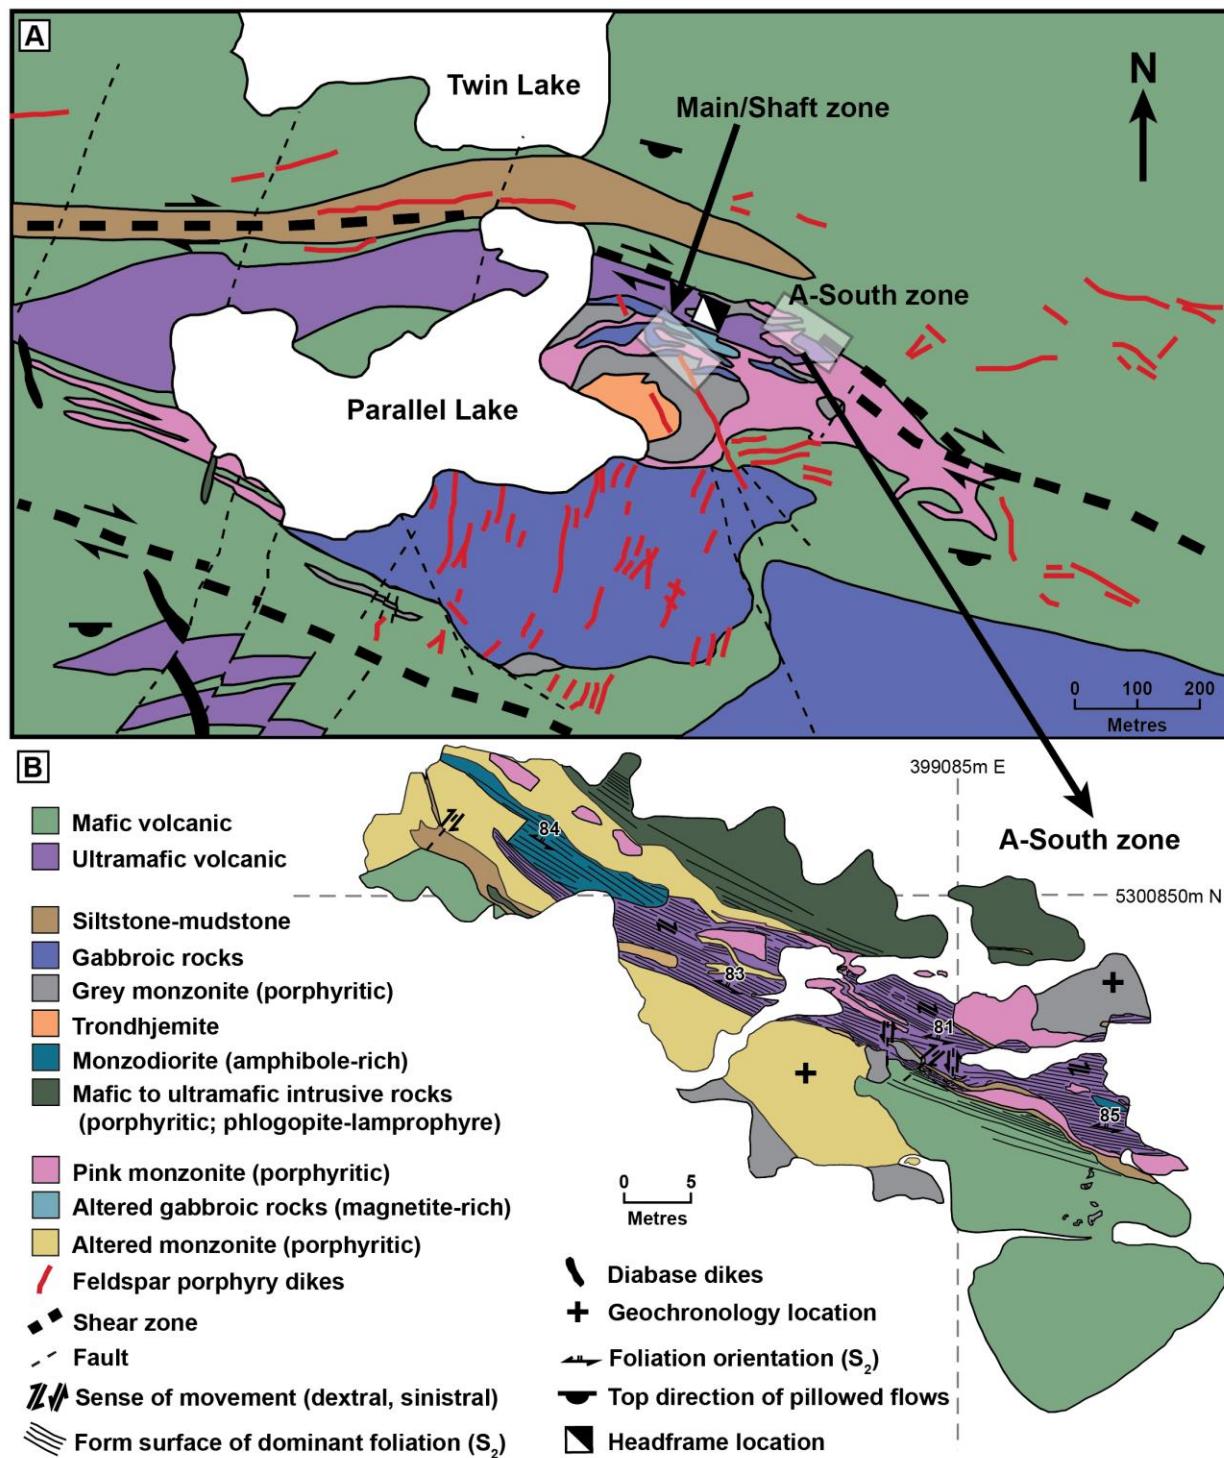 A
Twin Lake
N
Main/Shaft zone
A-South zone
Parallel Lake
0 100 200
Metres
B
399085m E
A-South zone
5300850m N
84
83
81
85
0 5
Metres
Mafic volcanic
Ultramafic volcanic
Siltstone-mudstone
Gabbroic rocks
Grey monzonite (porphyritic)
Trondhjemite
Monzodiorite (amphibole-rich)
Mafic to ultramafic intrusive rocks
(porphyritic; phlogopite-lamprophyre)
Pink monzonite (porphyritic)
Altered gabbroic rocks (magnetite-rich)
Altered monzonite (porphyritic)
Feldspar porphyry dikes
Shear zone
Fault
Sense of movement (dextral, sinistral)
Form surface of dominant foliation (S₂)
Diabase dikes
Geochronology location
Foliation orientation (S₂)
Top direction of pillowed flows
Headframe location